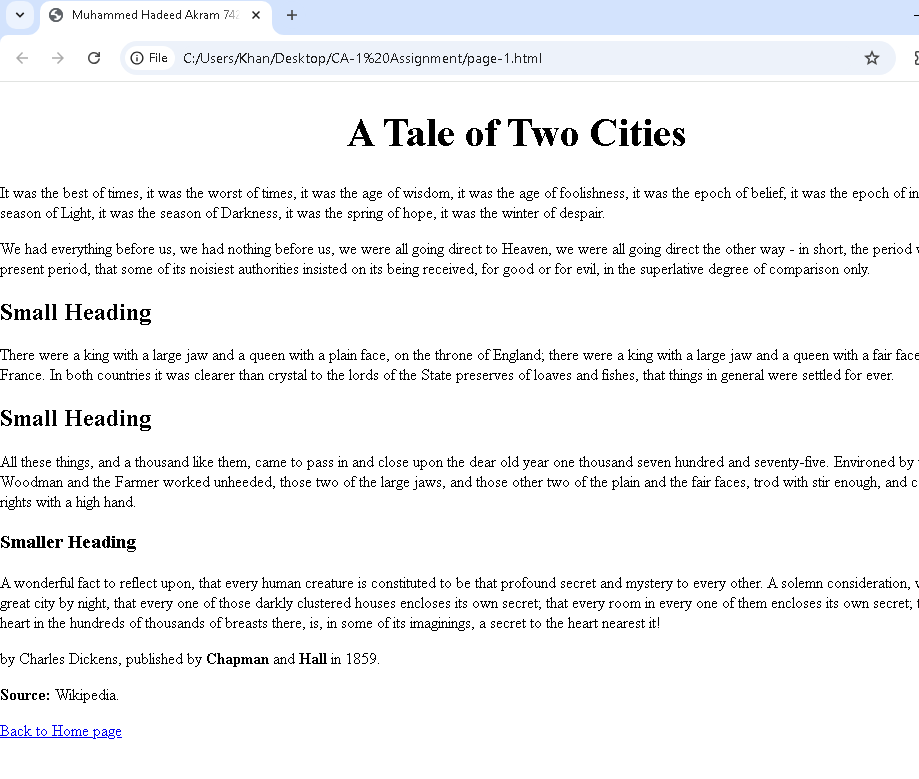 Muhammed Hadeed Akram 742
File C:/Users/Khan/Desktop/CA-1%20Assignment/page-1.html
A Tale of Two Cities
It was the best of times, it was the worst of times, it was the age of wisdom, it was the age of foolishness, it was the epoch of belief, it was the epoch of in
season of Light, it was the season of Darkness, it was the spring of hope, it was the winter of despair.
We had everything before us, we had nothing before us, we were all going direct to Heaven, we were all going direct the other way - in short, the period
present period, that some of its noisiest authorities insisted on its being received, for good or for evil, in the superlative degree of comparison only.
Small Heading
There were a king with a large jaw and a queen with a plain face, on the throne of England; there were a king with a large jaw and a queen with a fair face
France. In both countries it was clearer than crystal to the lords of the State preserves of loaves and fishes, that things in general were settled for ever.
Small Heading
All these things, and a thousand like them, came to pass in and close upon the dear old year one thousand seven hundred and seventy-five. Environed by
Woodman and the Farmer worked unheeded, those two of the large jaws, and those other two of the plain and the fair faces, trod with stir enough, and c
rights with a high hand.
Smaller Heading
A wonderful fact to reflect upon, that every human creature is constituted to be that profound secret and mystery to every other. A solemn consideration,
great city by night, that every one of those darkly clustered houses encloses its own secret; that every room in every one of them encloses its own secret;
heart in the hundreds of thousands of breasts there, is, in some of its imaginings, a secret to the heart nearest it!
by Charles Dickens, published by Chapman and Hall in 1859.
Source: Wikipedia.
Back to Home page